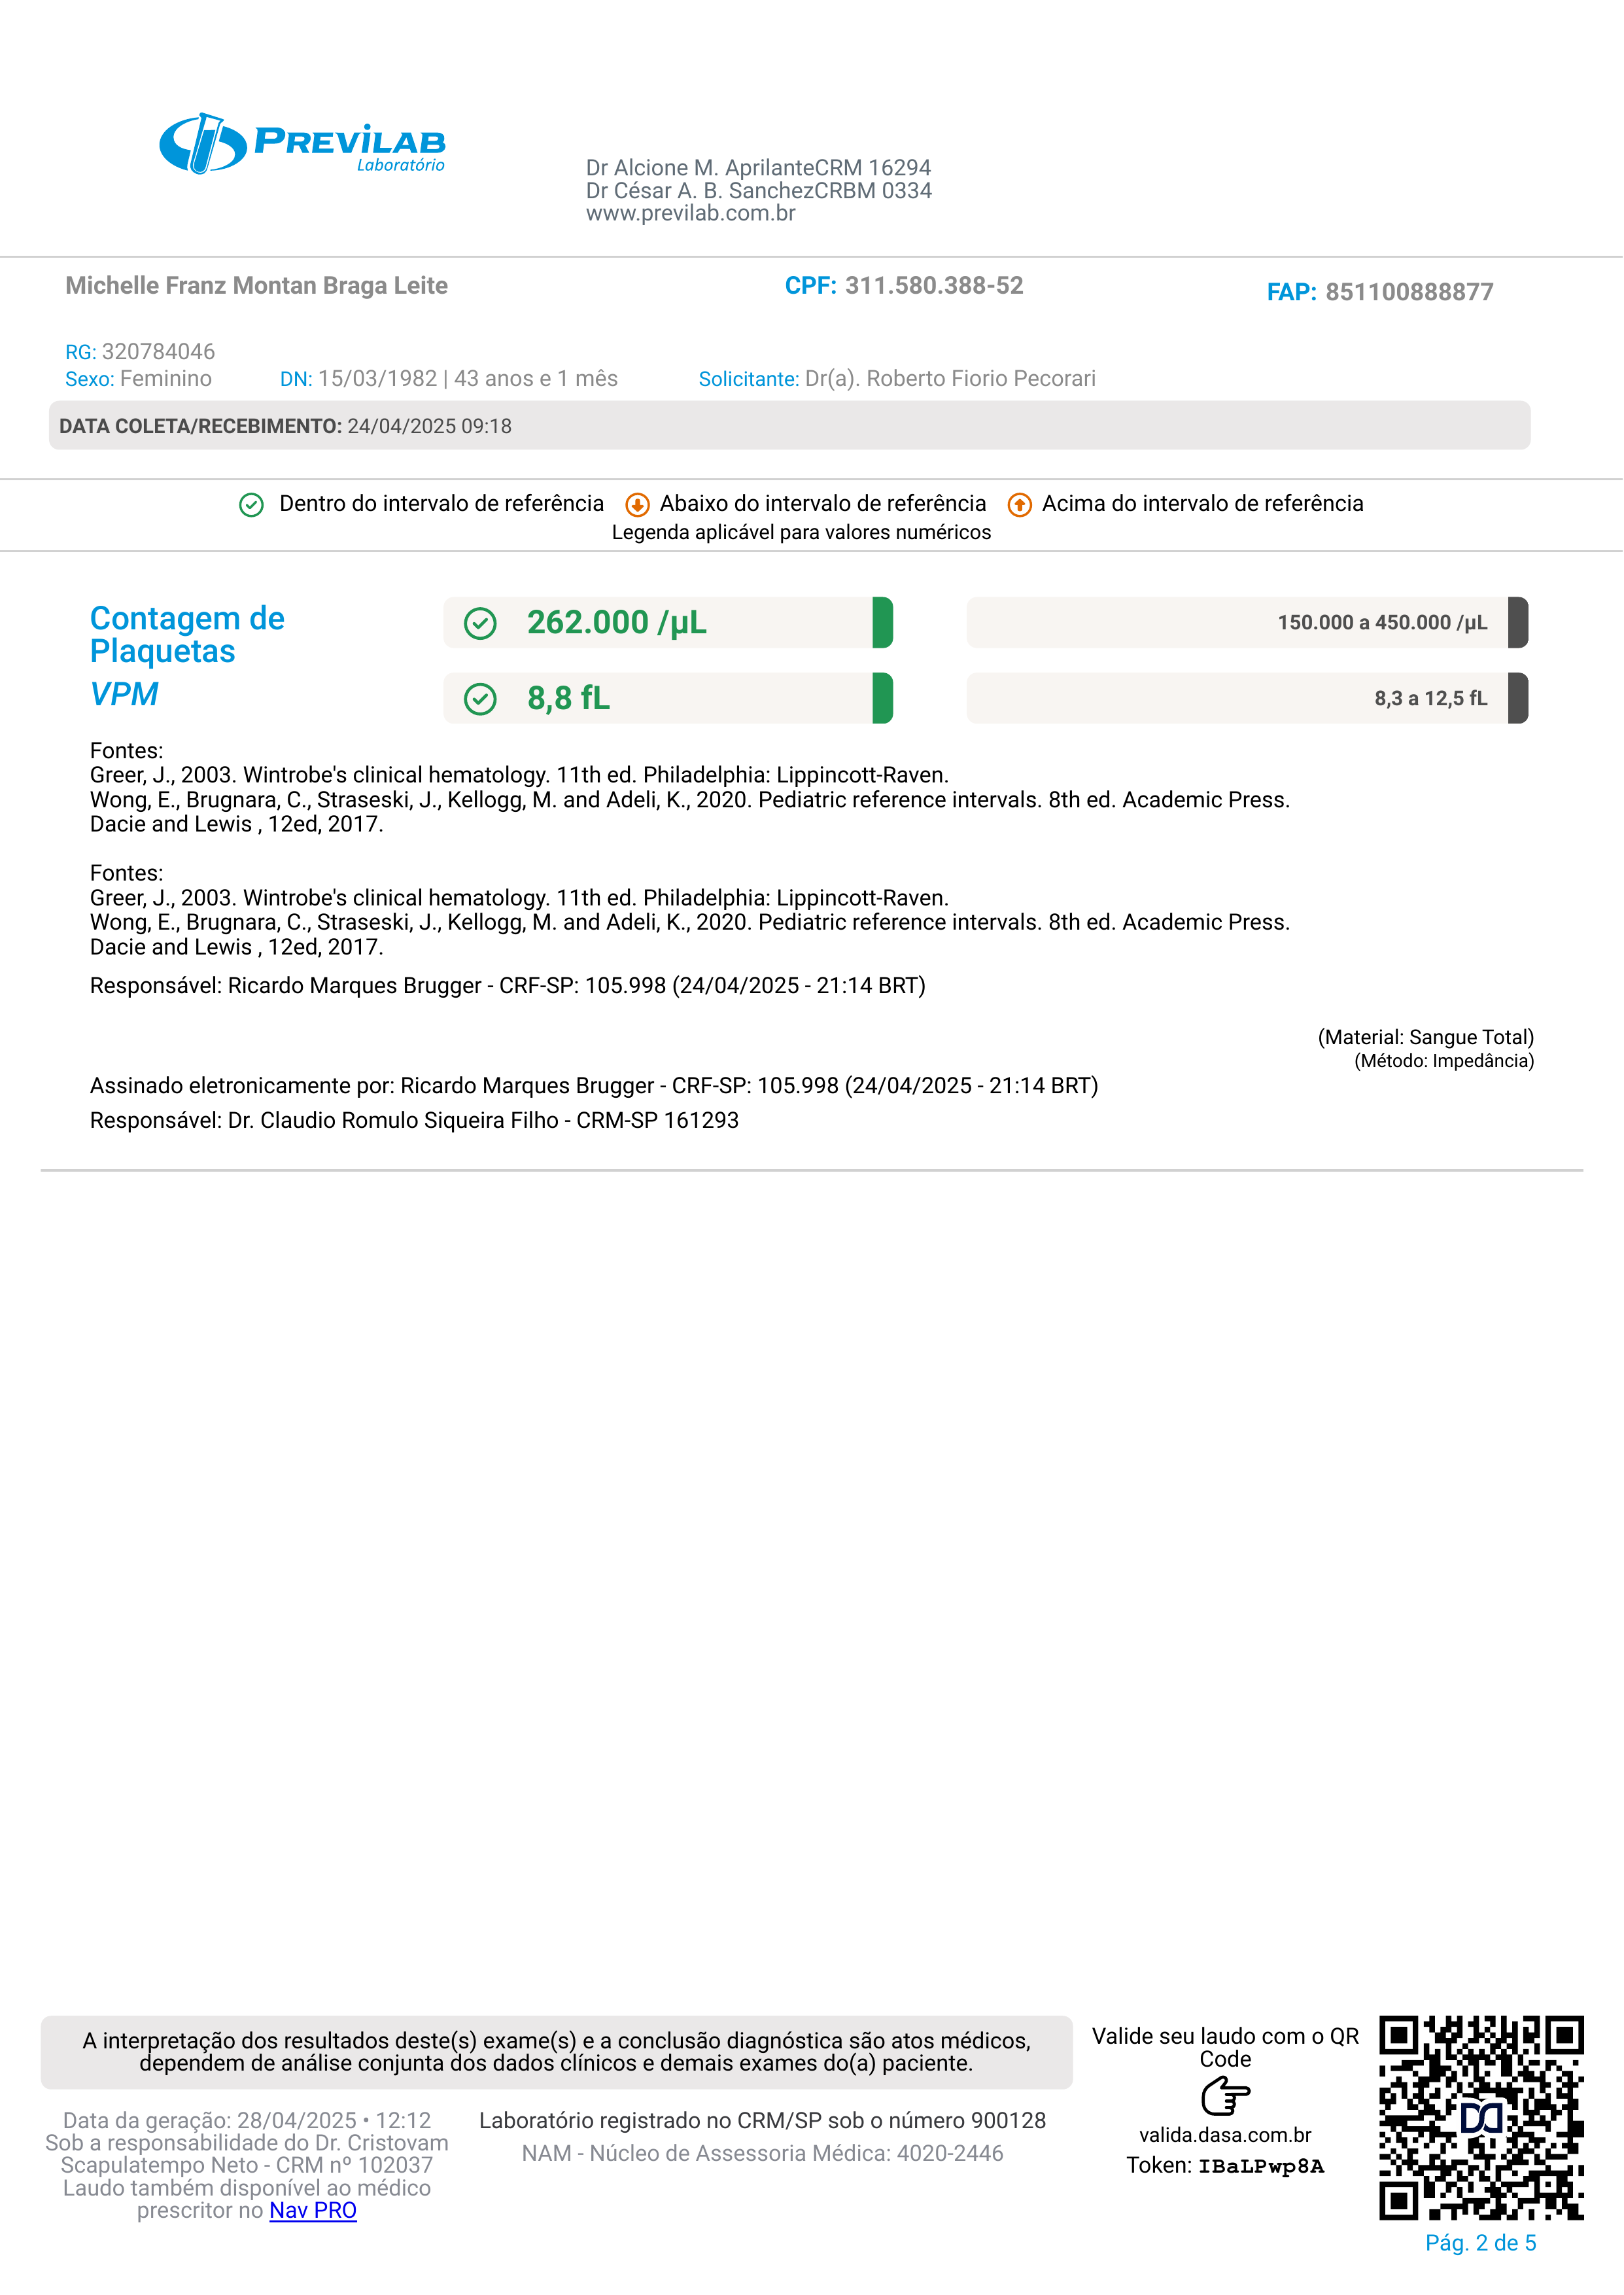 PREVILAB
Laboratório
Dr Alcione M. AprilanteCRM 16294
Dr César A. B. SanchezCRBM 0334
www.previlab.com.br
Michelle Franz Montan Braga Leite CPF: 311.580.388-52 FAP: 851100888877
RG: 320784046
Sexo: Feminino DN: 15/03/1982 | 43 anos e 1 mês Solicitante: Dr(a). Roberto Fiorio Pecorari
DATA COLETA/RECEBIMENTO: 24/04/2025 09:18
Dentro do intervalo de referência Abaixo do intervalo de referência Acima do intervalo de referência
Legenda aplicável para valores numéricos
Contagem de Plaquetas 262.000 /µL 150.000 a 450.000 /µL
VPM 8,8 fL 8,3 a 12,5 fL
Fontes:
Greer, J., 2003. Wintrobe's clinical hematology. 11th ed. Philadelphia: Lippincott-Raven.
Wong, E., Brugnara, C., Straseski, J., Kellogg, M. and Adeli, K., 2020. Pediatric reference intervals. 8th ed. Academic Press.
Dacie and Lewis , 12ed, 2017.
Fontes:
Greer, J., 2003. Wintrobe's clinical hematology. 11th ed. Philadelphia: Lippincott-Raven.
Wong, E., Brugnara, C., Straseski, J., Kellogg, M. and Adeli, K., 2020. Pediatric reference intervals. 8th ed. Academic Press.
Dacie and Lewis , 12ed, 2017.
Responsável: Ricardo Marques Brugger - CRF-SP: 105.998 (24/04/2025 - 21:14 BRT)
(Material: Sangue Total)
(Método: Impedância)
Assinado eletronicamente por: Ricardo Marques Brugger - CRF-SP: 105.998 (24/04/2025 - 21:14 BRT)
Responsável: Dr. Claudio Romulo Siqueira Filho - CRM-SP 161293
A interpretação dos resultados deste(s) exame(s) e a conclusão diagnóstica são atos médicos,
dependem de análise conjunta dos dados clínicos e demais exames do(a) paciente.
Data da geração: 28/04/2025 • 12:12
Sob a responsabilidade do Dr. Cristovam
Scapulatempo Neto - CRM nº 102037
Laudo também disponível ao médico
prescritor no Nav PRO
Laboratório registrado no CRM/SP sob o número 900128
NAM - Núcleo de Assessoria Médica: 4020-2446
Valide seu laudo com o QR
Code
valida.dasa.com.br
Token: IBaLPwp8A
Pág. 2 de 5